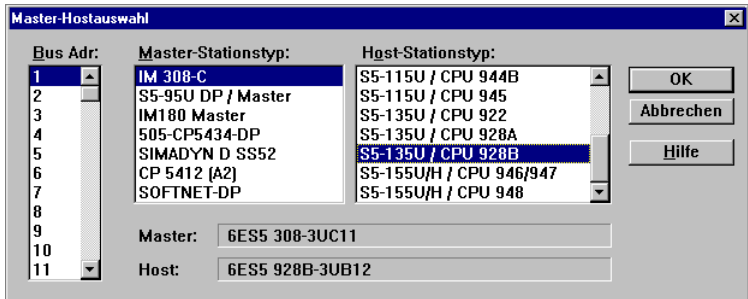 Master-Hostauswahl
Bus Adr:
1
2
3
4
5
6
7
8
9
10
11
Master-Stationstyp:
IM 308-C
S5-95U DP / Master
IM180 Master
505-CP5434-DP
SIMADYN D SS52
CP 5412 (A2)
SOFTNET-DP
Host-Stationstyp:
S5-115U / CPU 944B
S5-115U / CPU 945
S5-135U / CPU 922
S5-135U / CPU 928A
S5-135U / CPU 928B
S5-155U/H / CPU 946/947
S5-155U/H / CPU 948
OK
Abbrechen
Hilfe
Master: 6ES5 308-3UC11
Host: 6ES5 928B-3UB12